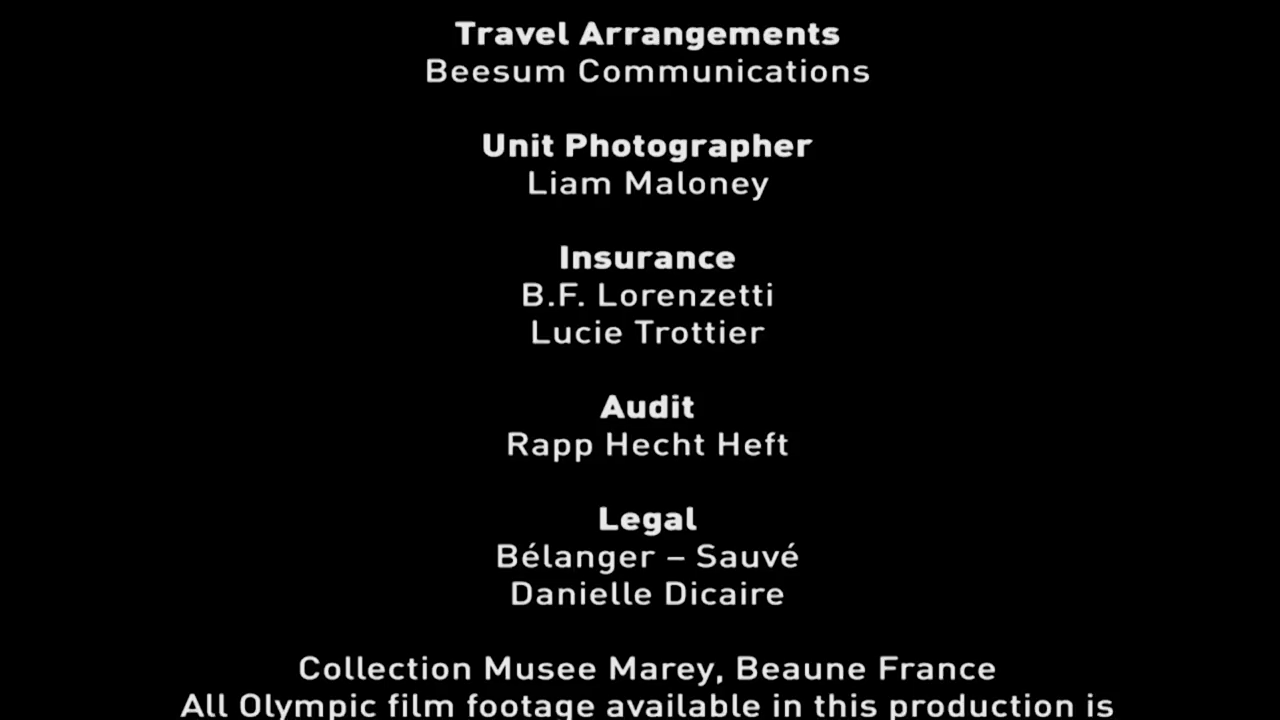 Travel Arrangements
Beesum Communications
Unit Photographer
Liam Maloney
Insurance
B.F. Lorenzetti
Lucie Trottier
Audit
Rapp Hecht Heft
Legal
Bélanger – Sauvé
Danielle Dicaire
Collection Musee Marey, Beaune France
All Olympic film footage available in this production is